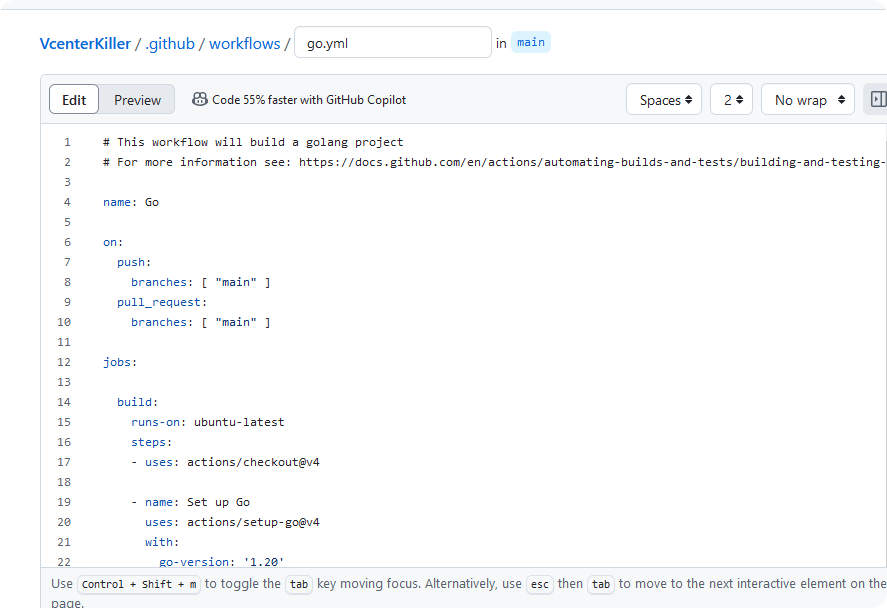 VcenterKiller / .github / workflows / go.yml in main
Edit Preview Code 55% faster with GitHub Copilot Spaces 2 No wrap
1 # This workflow will build a golang project
2 # For more information see: https://docs.github.com/en/actions/automating-builds-and-tests/building-and-testing-
3
4 name: Go
5
6 on:
7   push:
8     branches: [ "main" ]
9   pull_request:
10     branches: [ "main" ]
11
12 jobs:
13
14   build:
15     runs-on: ubuntu-latest
16     steps:
17     - uses: actions/checkout@v4
18
19     - name: Set up Go
20       uses: actions/setup-go@v4
21       with:
22         go-version: '1.20'
Use Control + Shift + m to toggle the tab key moving focus. Alternatively, use esc then tab to move to the next interactive element on the
page.